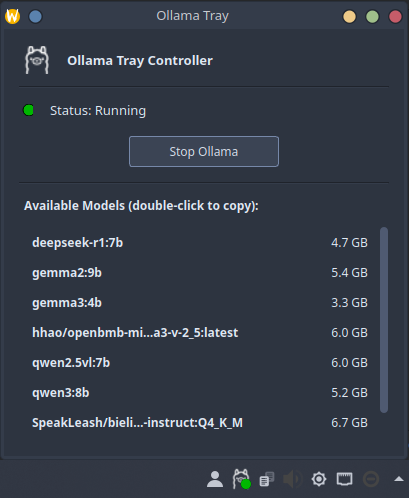 Ollama Tray
Ollama Tray Controller
Status: Running
Stop Ollama
Available Models (double-click to copy):
deepseek-r1:7b 4.7 GB
gemma2:9b 5.4 GB
gemma3:4b 3.3 GB
hhao/openbmb-mi...a3-v-2_5:latest 6.0 GB
qwen2.5vl:7b 6.0 GB
qwen3:8b 5.2 GB
SpeakLeash/bieli...-instruct:Q4_K_M 6.7 GB